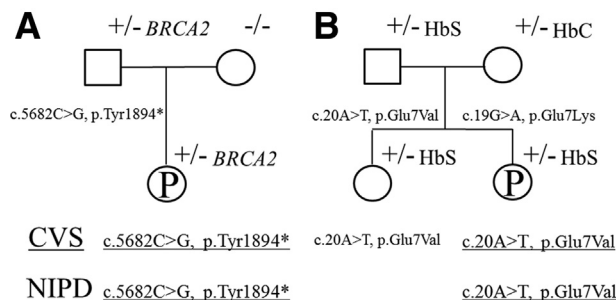 A B
+/- BRCA2 -/- +/- HbS +/- HbC
c.5682C>G, p.Tyr1894* c.20A>T, p.Glu7Val c.19G>A, p.Glu7Lys
+/- BRCA2 +/- HbS +/- HbS
P P
CVS c.5682C>G, p.Tyr1894* c.20A>T, p.Glu7Val c.20A>T, p.Glu7Val
NIPD c.5682C>G, p.Tyr1894* c.20A>T, p.Glu7Val